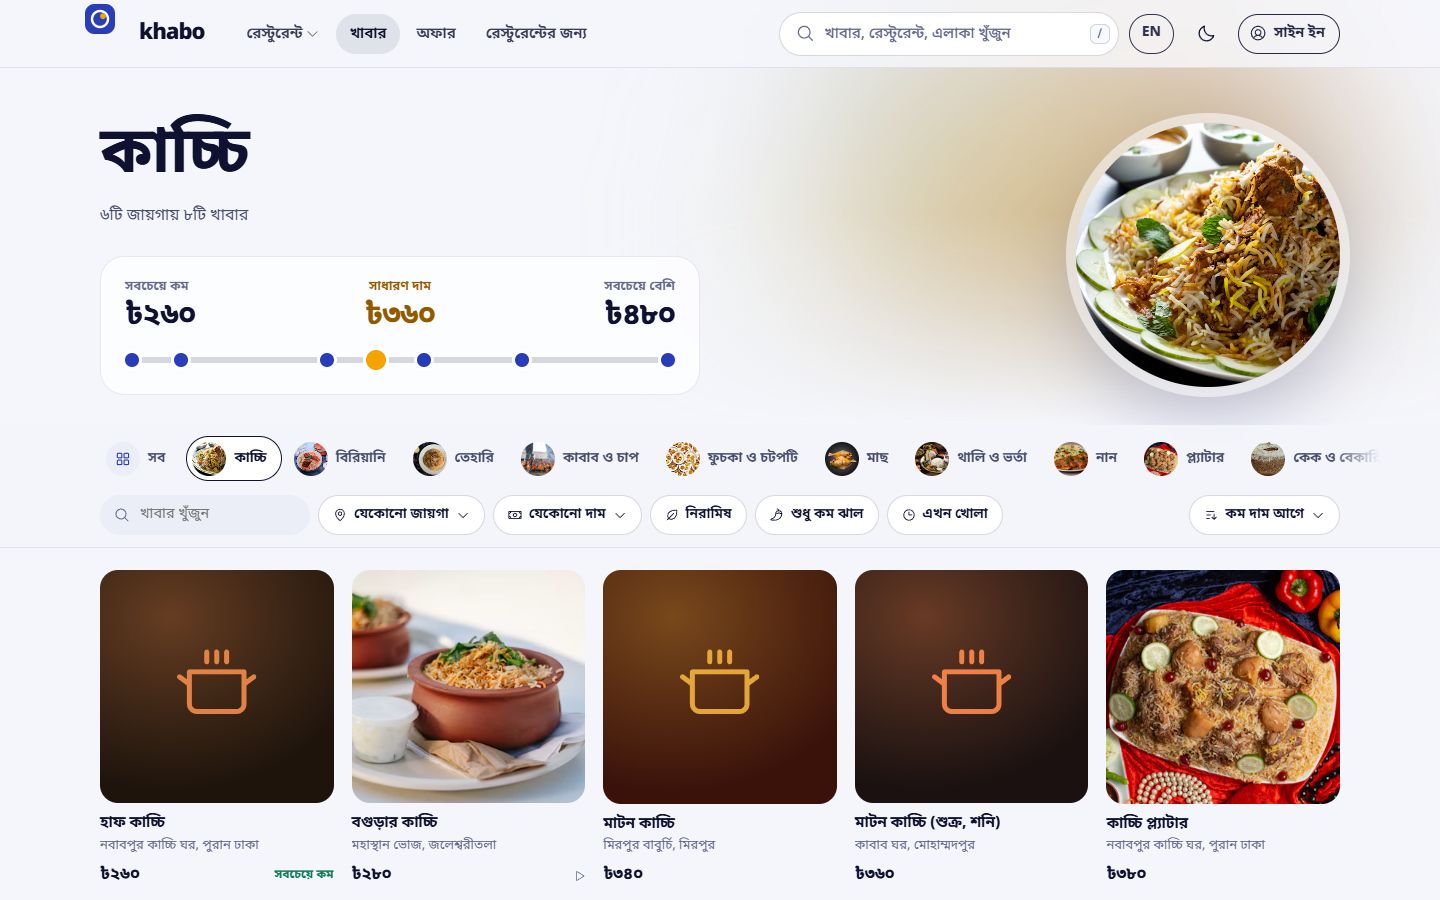 khabo রেস্টুরেন্ট খাবার অফার রেস্টুরেন্টের জন্য খাবার, রেস্টুরেন্ট, এলাকা খুঁজুন / EN সাইন ইন
কাচ্চি
৬টি জায়গায় ৮টি খাবার
সবচেয়ে কম সাধারণ দাম সবচেয়ে বেশি
৳২৬০ ৳৩৬০ ৳৪৮০
সব কাচ্চি বিরিয়ানি তেহারি কাবাব ও চাপ ফুচকা ও চটপটি মাছ থালি ও ভর্তা নান প্ল্যাটার কেক ও বেকারি
খাবার খুঁজুন যেকোনো জায়গা যেকোনো দাম নিরামিষ শুধু কম ঝাল এখন খোলা কম দাম আগে
হাফ কাচ্চি বগুড়ার কাচ্চি মাটন কাচ্চি মাটন কাচ্চি (শুক্র, শনি) কাচ্চি প্ল্যাটার
নবাবপুর কাচ্চি ঘর, পুরান ঢাকা মহাস্থান ভোজ, জলেশ্বরীতলা মিরপুর বাবুর্চি, মিরপুর কাবাব ঘর, মোহাম্মদপুর নবাবপুর কাচ্চি ঘর, পুরান ঢাকা
৳২৬০ সবচেয়ে কম ৳২৮০ ৳৩৪০ ৳৩৬০ ৳৩৮০